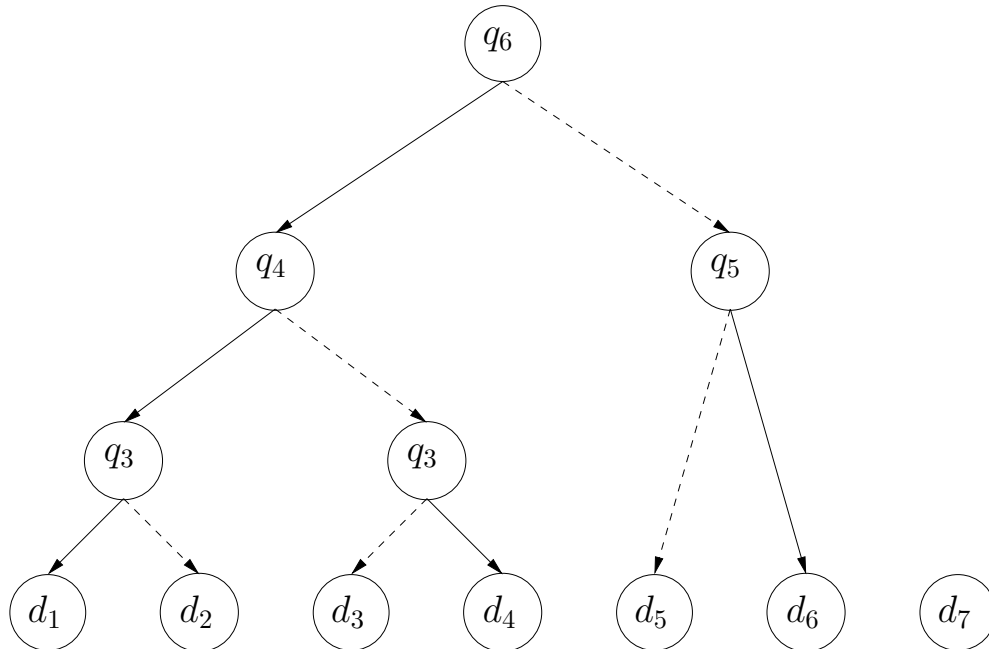 q₆
q₄ q₅
q₃ q₃
d₁ d₂ d₃ d₄ d₅ d₆ d₇